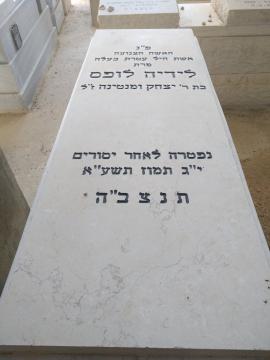 פ"נ
האשה הצנועה
אשת חיל עטרת בעלה
מרת
לידיה לופס
בת ר' יצחק ומנטינה ז"ל
נפטרה לאחר יסורים
י"ג תמוז תשע"א
ת נ צ ב "ה